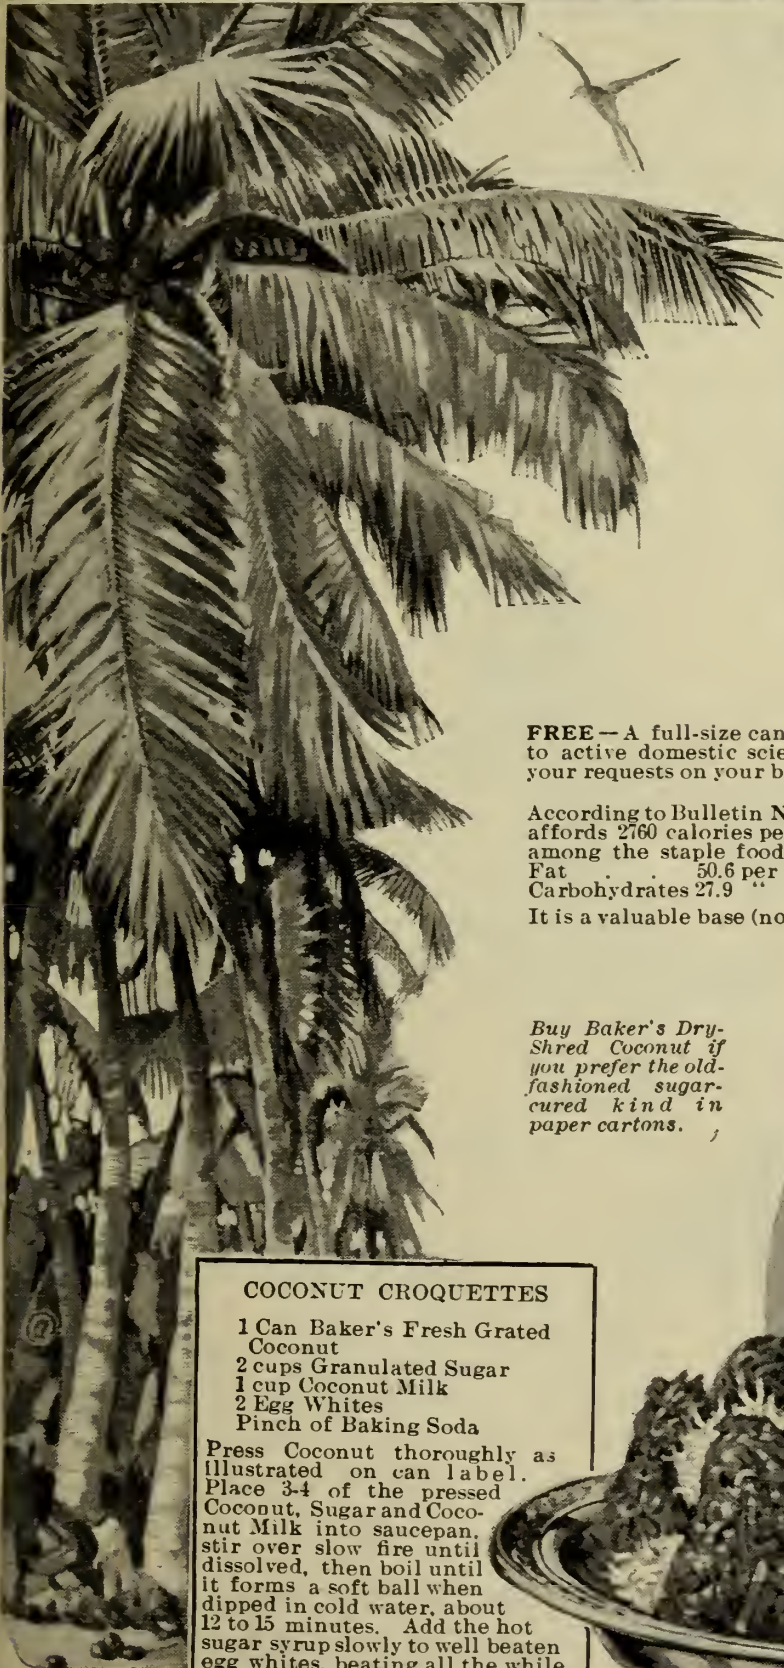 FREE — A full-size can
to active domestic scie
your requests on your b
According to Bulletin N
affords 2760 calories pe
among the staple food
Fat . . 50.6 per
Carbohydrates 27.9 "
It is a valuable base (no
Buy Baker's Dry-
Shred Coconut if
you prefer the old-
fashioned sugar-
cured kind in
paper cartons.
COCONUT CROQUETTES
1 Can Baker's Fresh Grated
Coconut
2 cups Granulated Sugar
1 cup Coconut Milk
2 Egg Whites
Pinch of Baking Soda
Press Coconut thoroughly as
illustrated on can label.
Place 3-4 of the pressed
Coconut, Sugar and Coco-
nut Milk into saucepan,
stir over slow fire until
dissolved, then boil until
it forms a soft ball when
dipped in cold water, about
12 to 15 minutes. Add the hot
sugar syrup slowly to well beaten
egg whites, beating all the while